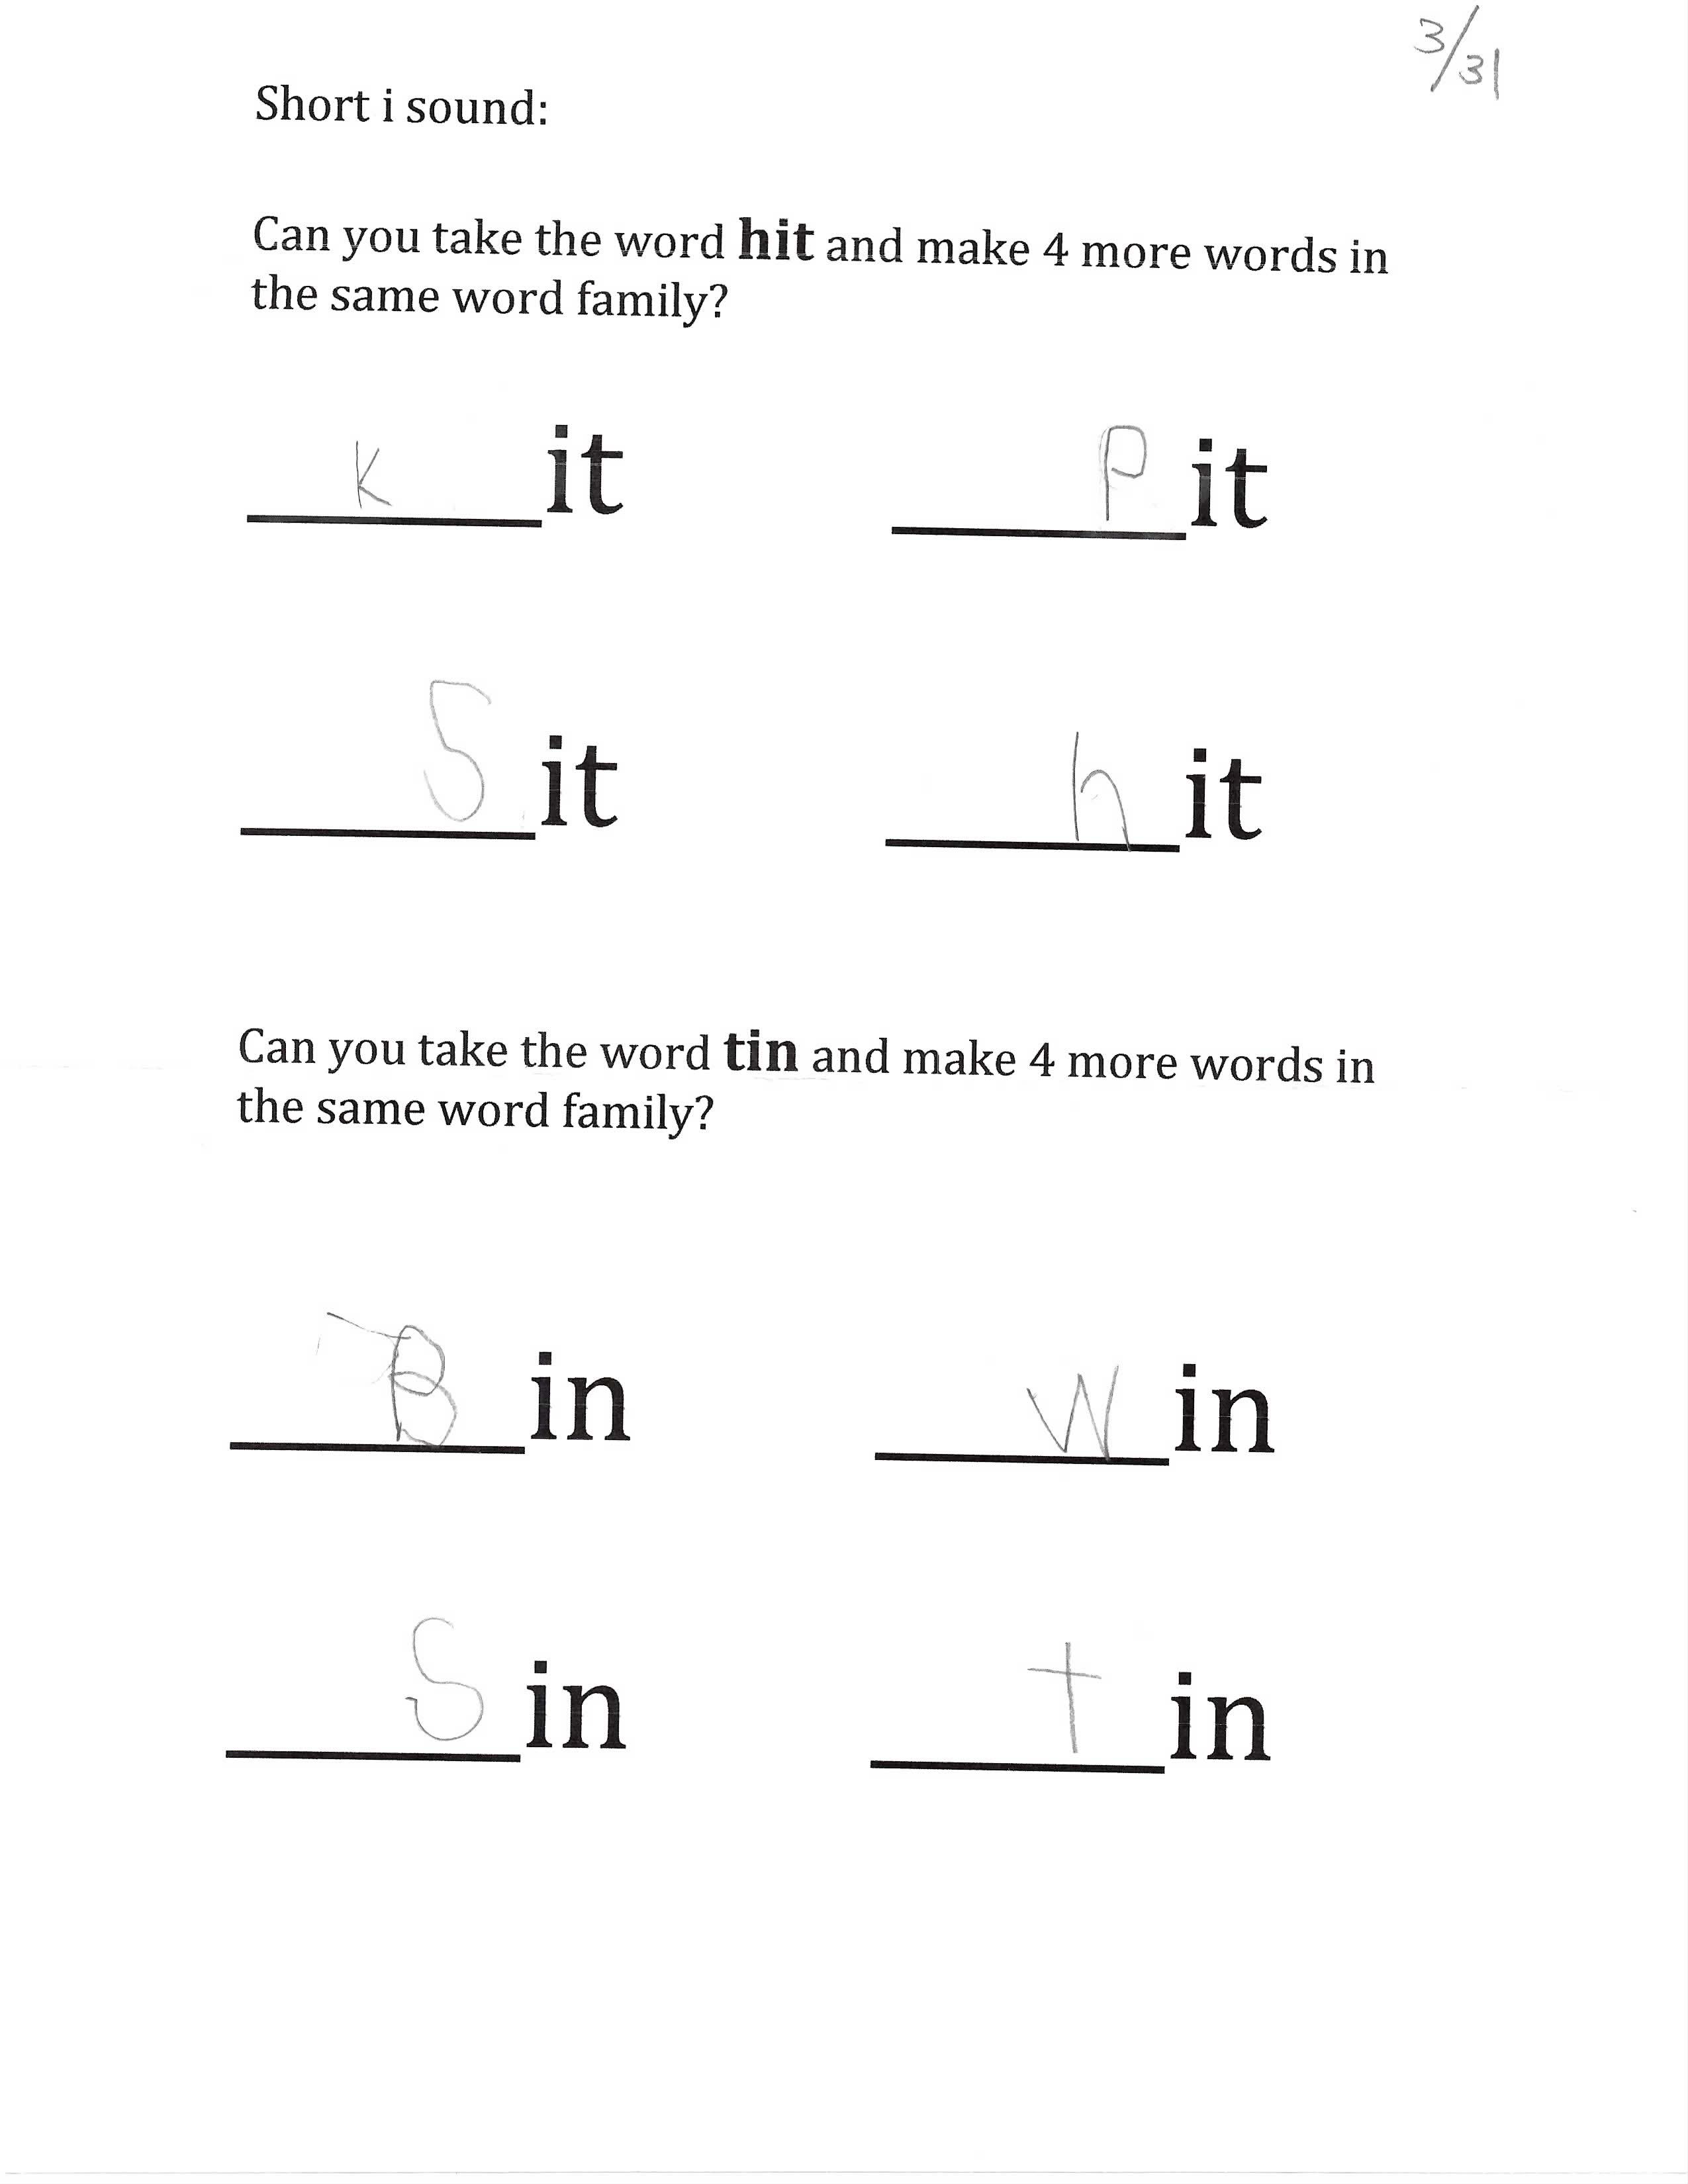 3/31
Short i sound:
Can you take the word hit and make 4 more words in
the same word family?
k it P it
S it h it
Can you take the word tin and make 4 more words in
the same word family?
B in W in
S in t in